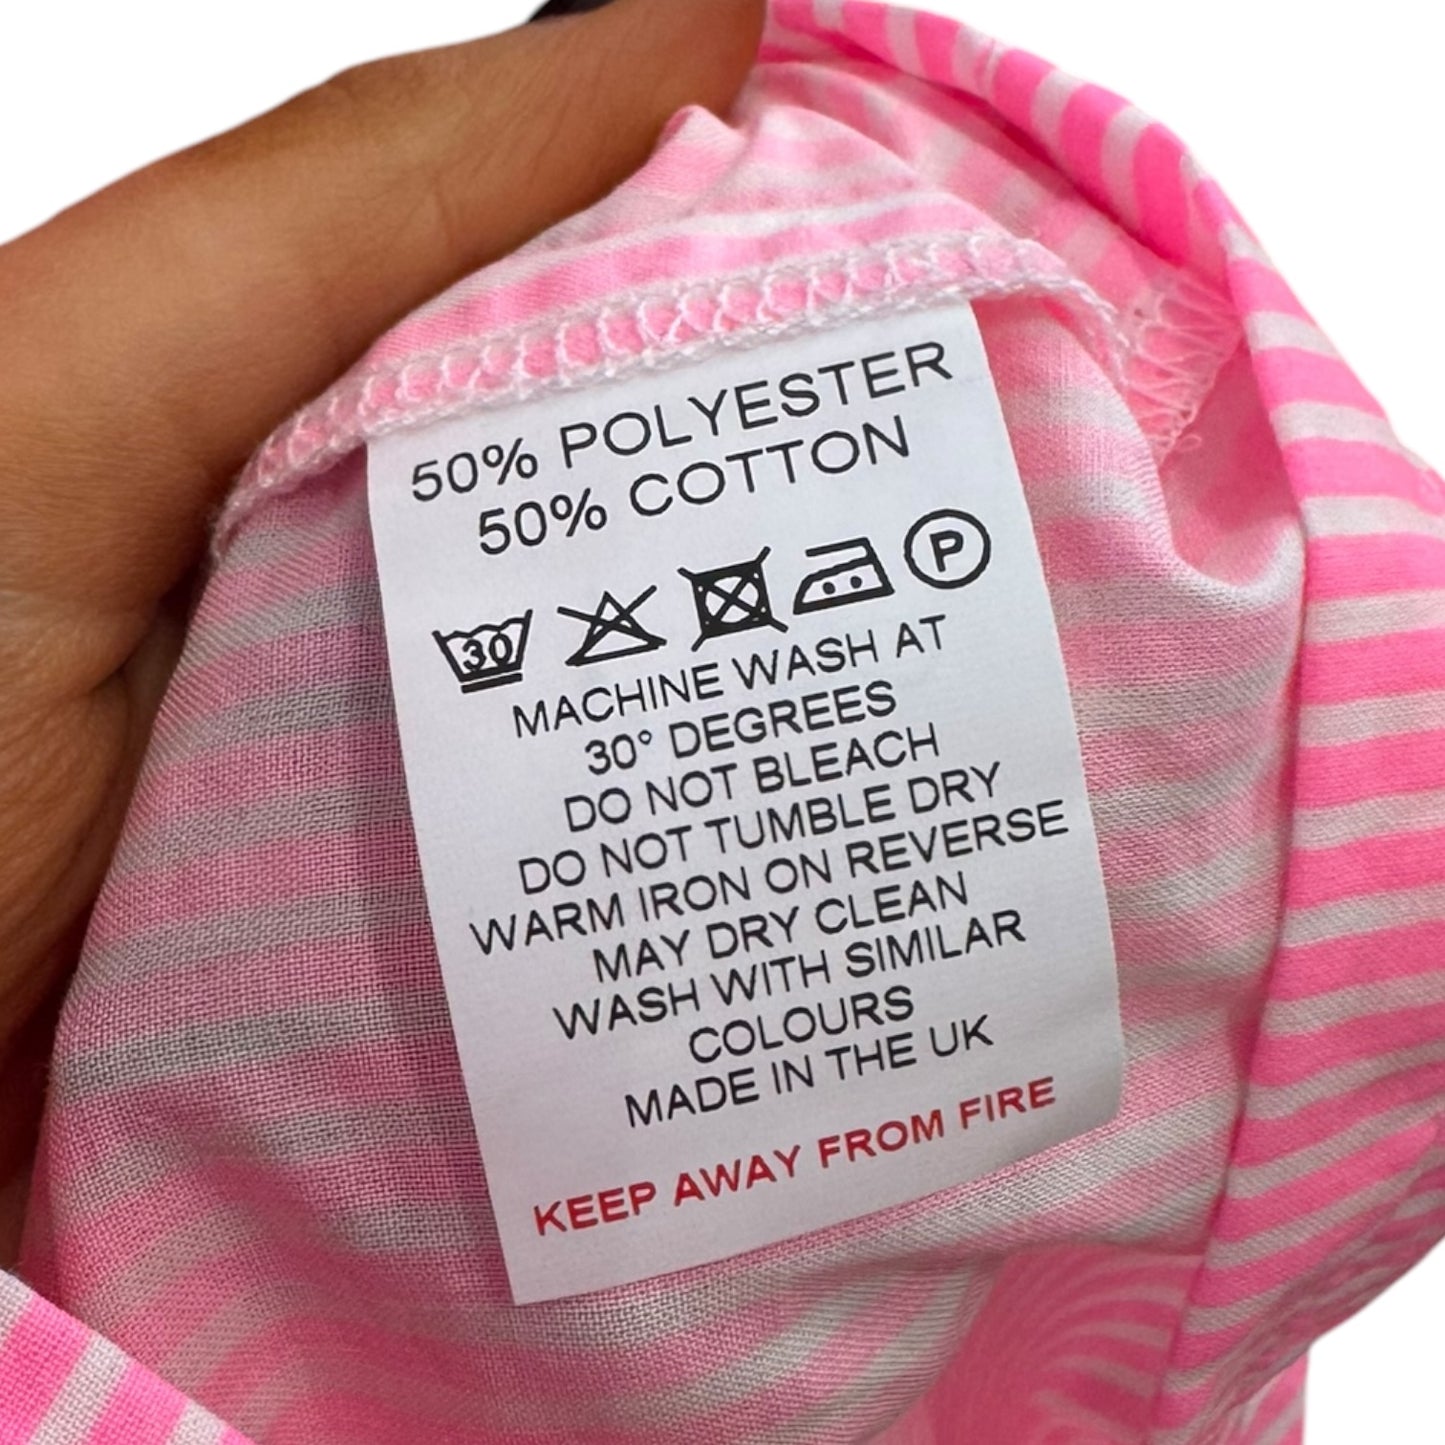 50% POLYESTER
50% COTTON
30 P
MACHINE WASH AT
30° DEGREES
DO NOT BLEACH
DO NOT TUMBLE DRY
WARM IRON ON REVERSE
MAY DRY CLEAN
WASH WITH SIMILAR
COLOURS
MADE IN THE UK
KEEP AWAY FROM FIRE